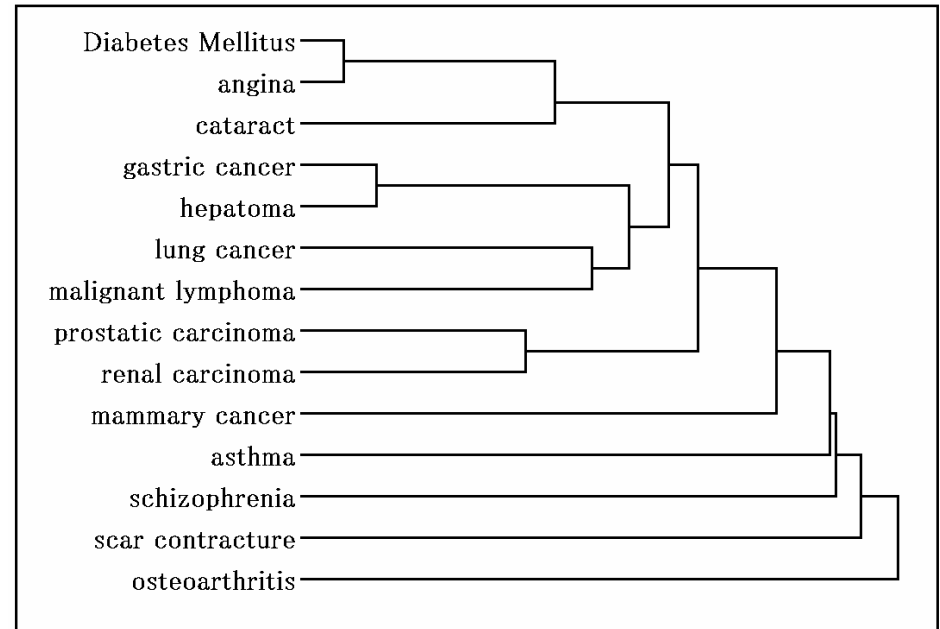 Diabetes Mellitus
angina
cataract
gastric cancer
hepatoma
lung cancer
malignant lymphoma
prostatic carcinoma
renal carcinoma
mammary cancer
asthma
schizophrenia
scar contracture
osteoarthritis